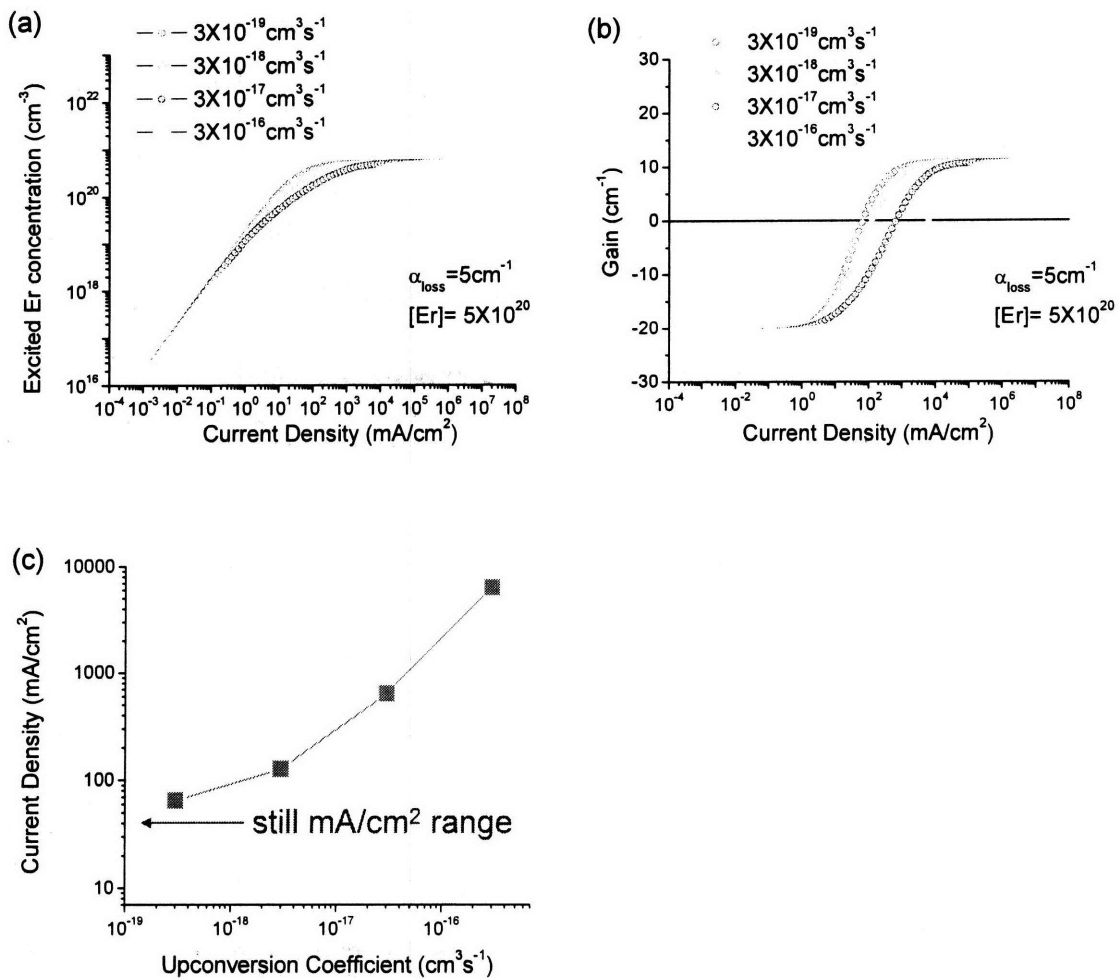 (a)
3X10⁻¹⁹cm³s⁻¹
3X10⁻¹⁸cm³s⁻¹
3X10⁻¹⁷cm³s⁻¹
3X10⁻¹⁶cm³s⁻¹
Excited Er concentration (cm⁻³)
10²²
10²⁰
10¹⁸
10¹⁶
α_loss=5cm⁻¹
[Er]= 5X10²⁰
10⁻⁴ 10⁻³ 10⁻² 10⁻¹ 10⁰ 10¹ 10² 10³ 10⁴ 10⁵ 10⁶ 10⁷ 10⁸
Current Density (mA/cm²)
(b)
3X10⁻¹⁹cm³s⁻¹
3X10⁻¹⁸cm³s⁻¹
3X10⁻¹⁷cm³s⁻¹
3X10⁻¹⁶cm³s⁻¹
Gain (cm⁻¹)
30
20
10
0
-10
-20
-30
α_loss=5cm⁻¹
[Er]= 5X10²⁰
10⁻⁴ 10⁻² 10⁰ 10² 10⁴ 10⁶ 10⁸
Current Density (mA/cm²)
(c)
Current Density (mA/cm²)
10000
1000
100
10
still mA/cm² range
10⁻¹⁹ 10⁻¹⁸ 10⁻¹⁷ 10⁻¹⁶
Upconversion Coefficient (cm³s⁻¹)